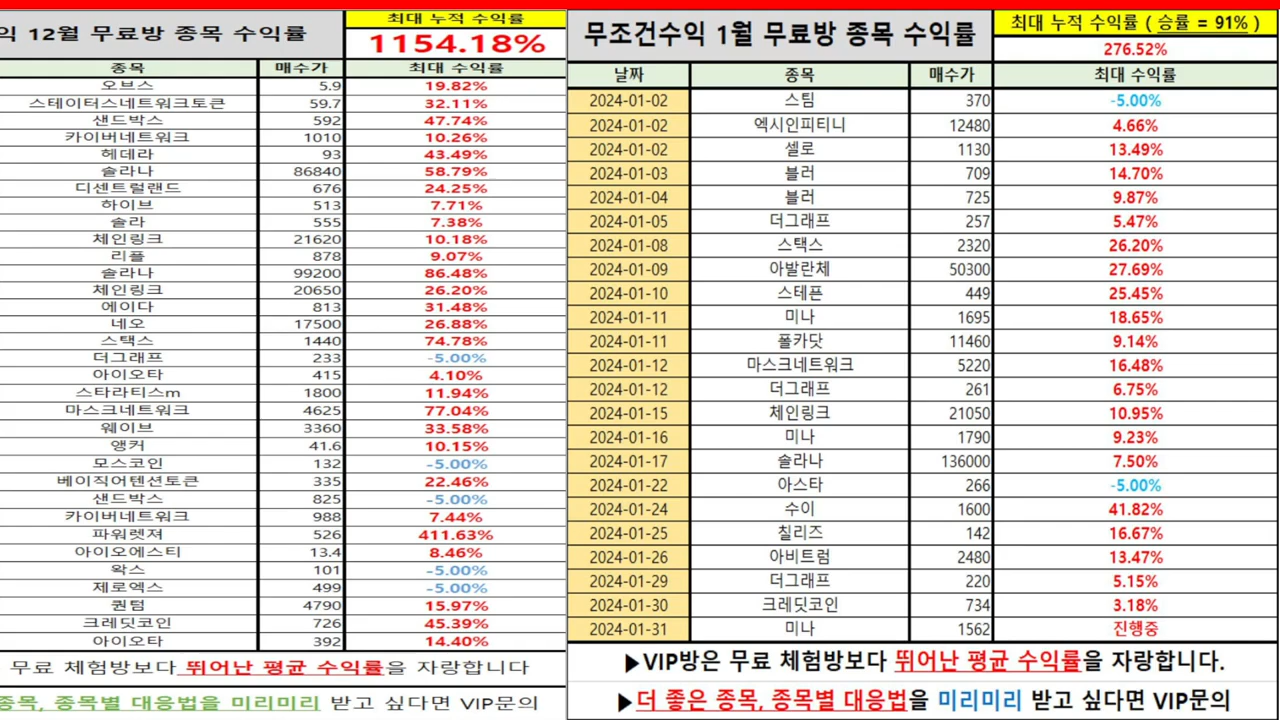 익 12월 무료방 종목 수익률
최대 누적 수익률
1154.18%
종목 매수가 최대 수익률
오브스 5.9 19.82%
스테이터스네트워크토큰 59.7 32.11%
샌드박스 592 47.74%
카이버네트워크 1010 10.26%
헤데라 93 43.49%
솔라나 86840 58.79%
디센트럴랜드 676 24.25%
하이브 513 7.71%
솔라 555 7.38%
체인링크 21620 10.18%
리플 878 9.07%
솔라나 99200 86.48%
체인링크 20650 26.20%
에이다 813 31.48%
네오 17500 26.88%
스택스 1440 74.78%
더그래프 233 -5.00%
아이오타 415 4.10%
스타라티스m 1800 11.94%
마스크네트워크 4625 77.04%
웨이브 3360 33.58%
앵커 41.6 10.15%
모스코인 132 -5.00%
베이직어텐션토큰 335 22.46%
샌드박스 825 -5.00%
카이버네트워크 988 7.44%
파워렛져 526 411.63%
아이오에스티 13.4 8.46%
왁스 101 -5.00%
제로엑스 499 -5.00%
퀀텀 4790 15.97%
크레딧코인 726 45.39%
아이오타 392 14.40%
무료 체험방보다 뛰어난 평균 수익률을 자랑합니다
종목, 종목별 대응법을 미리미리 받고 싶다면 VIP문의
무조건수익 1월 무료방 종목 수익률
최대 누적 수익률 ( 승률 = 91% )
276.52%
날짜 종목 매수가 최대 수익률
2024-01-02 스팀 370 -5.00%
2024-01-02 엑시인피티니 12480 4.66%
2024-01-02 셀로 1130 13.49%
2024-01-03 블러 709 14.70%
2024-01-04 블러 725 9.87%
2024-01-05 더그래프 257 5.47%
2024-01-08 스택스 2320 26.20%
2024-01-09 아발란체 50300 27.69%
2024-01-10 스테픈 449 25.45%
2024-01-11 미나 1695 18.65%
2024-01-11 폴카닷 11460 9.14%
2024-01-12 마스크네트워크 5220 16.48%
2024-01-12 더그래프 261 6.75%
2024-01-15 체인링크 21050 10.95%
2024-01-16 미나 1790 9.23%
2024-01-17 솔라나 136000 7.50%
2024-01-22 아스타 266 -5.00%
2024-01-24 수이 1600 41.82%
2024-01-25 칠리즈 142 16.67%
2024-01-26 아비트럼 2480 13.47%
2024-01-29 더그래프 220 5.15%
2024-01-30 크레딧코인 734 3.18%
2024-01-31 미나 1562 진행중
▶VIP방은 무료 체험방보다 뛰어난 평균 수익률을 자랑합니다.
▶더 좋은 종목, 종목별 대응법을 미리미리 받고 싶다면 VIP문의